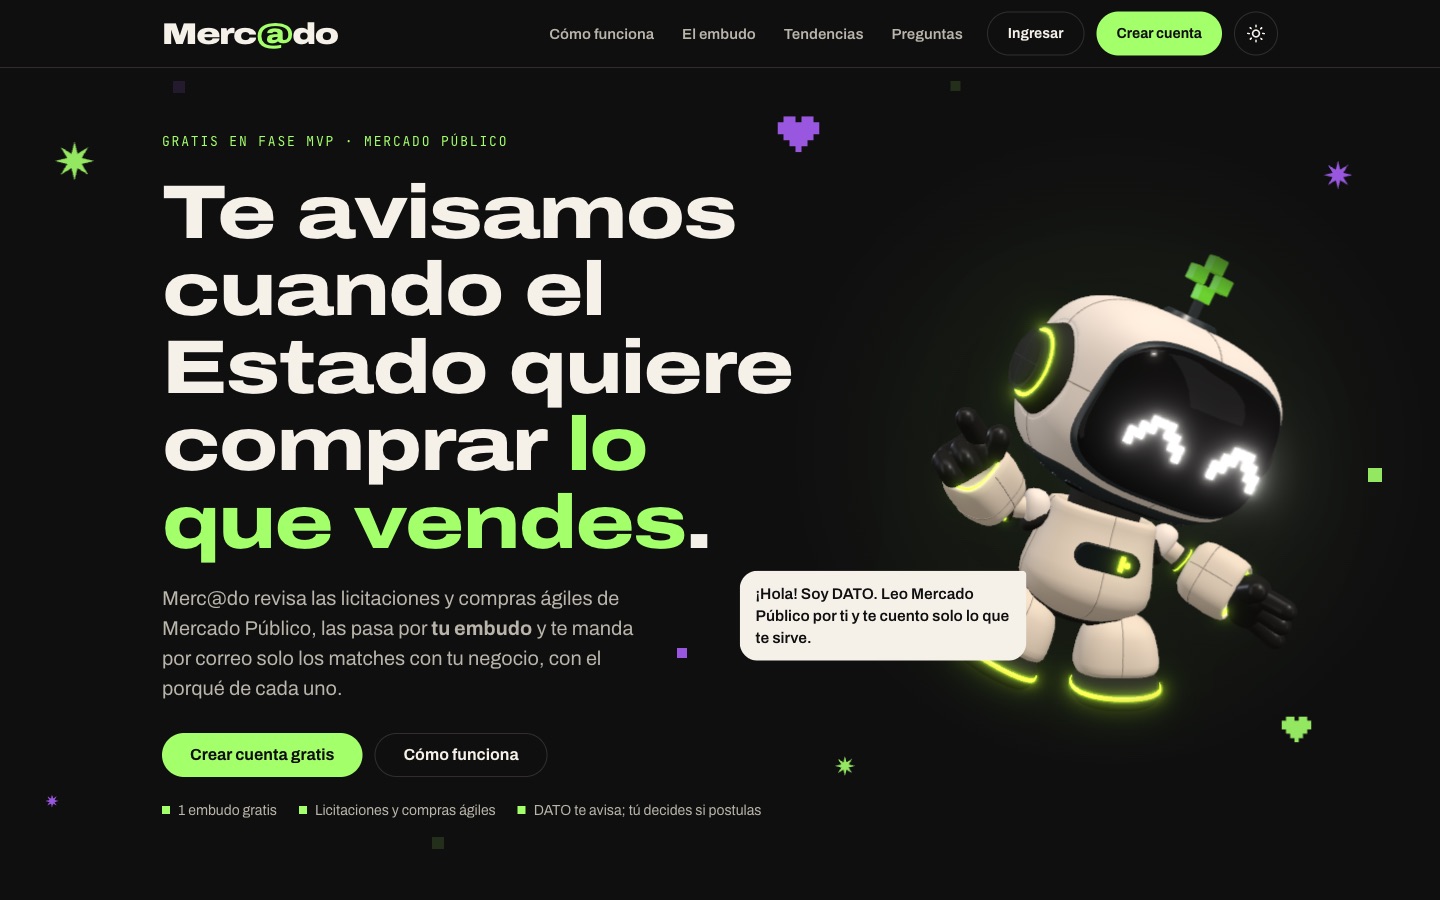 Merc@do
Cómo funciona
El embudo
Tendencias
Preguntas
Ingresar
Crear cuenta
GRATIS EN FASE MVP · MERCADO PÚBLICO
Te avisamos
cuando el
Estado quiere
comprar lo
que vendes.
Merc@do revisa las licitaciones y compras ágiles de
Mercado Público, las pasa por tu embudo y te manda
por correo solo los matches con tu negocio, con el
porqué de cada uno.
¡Hola! Soy DATO. Leo Mercado
Público por ti y te cuento solo lo que
te sirve.
Crear cuenta gratis
Cómo funciona
1 embudo gratis
Licitaciones y compras ágiles
DATO te avisa; tú decides si postulas